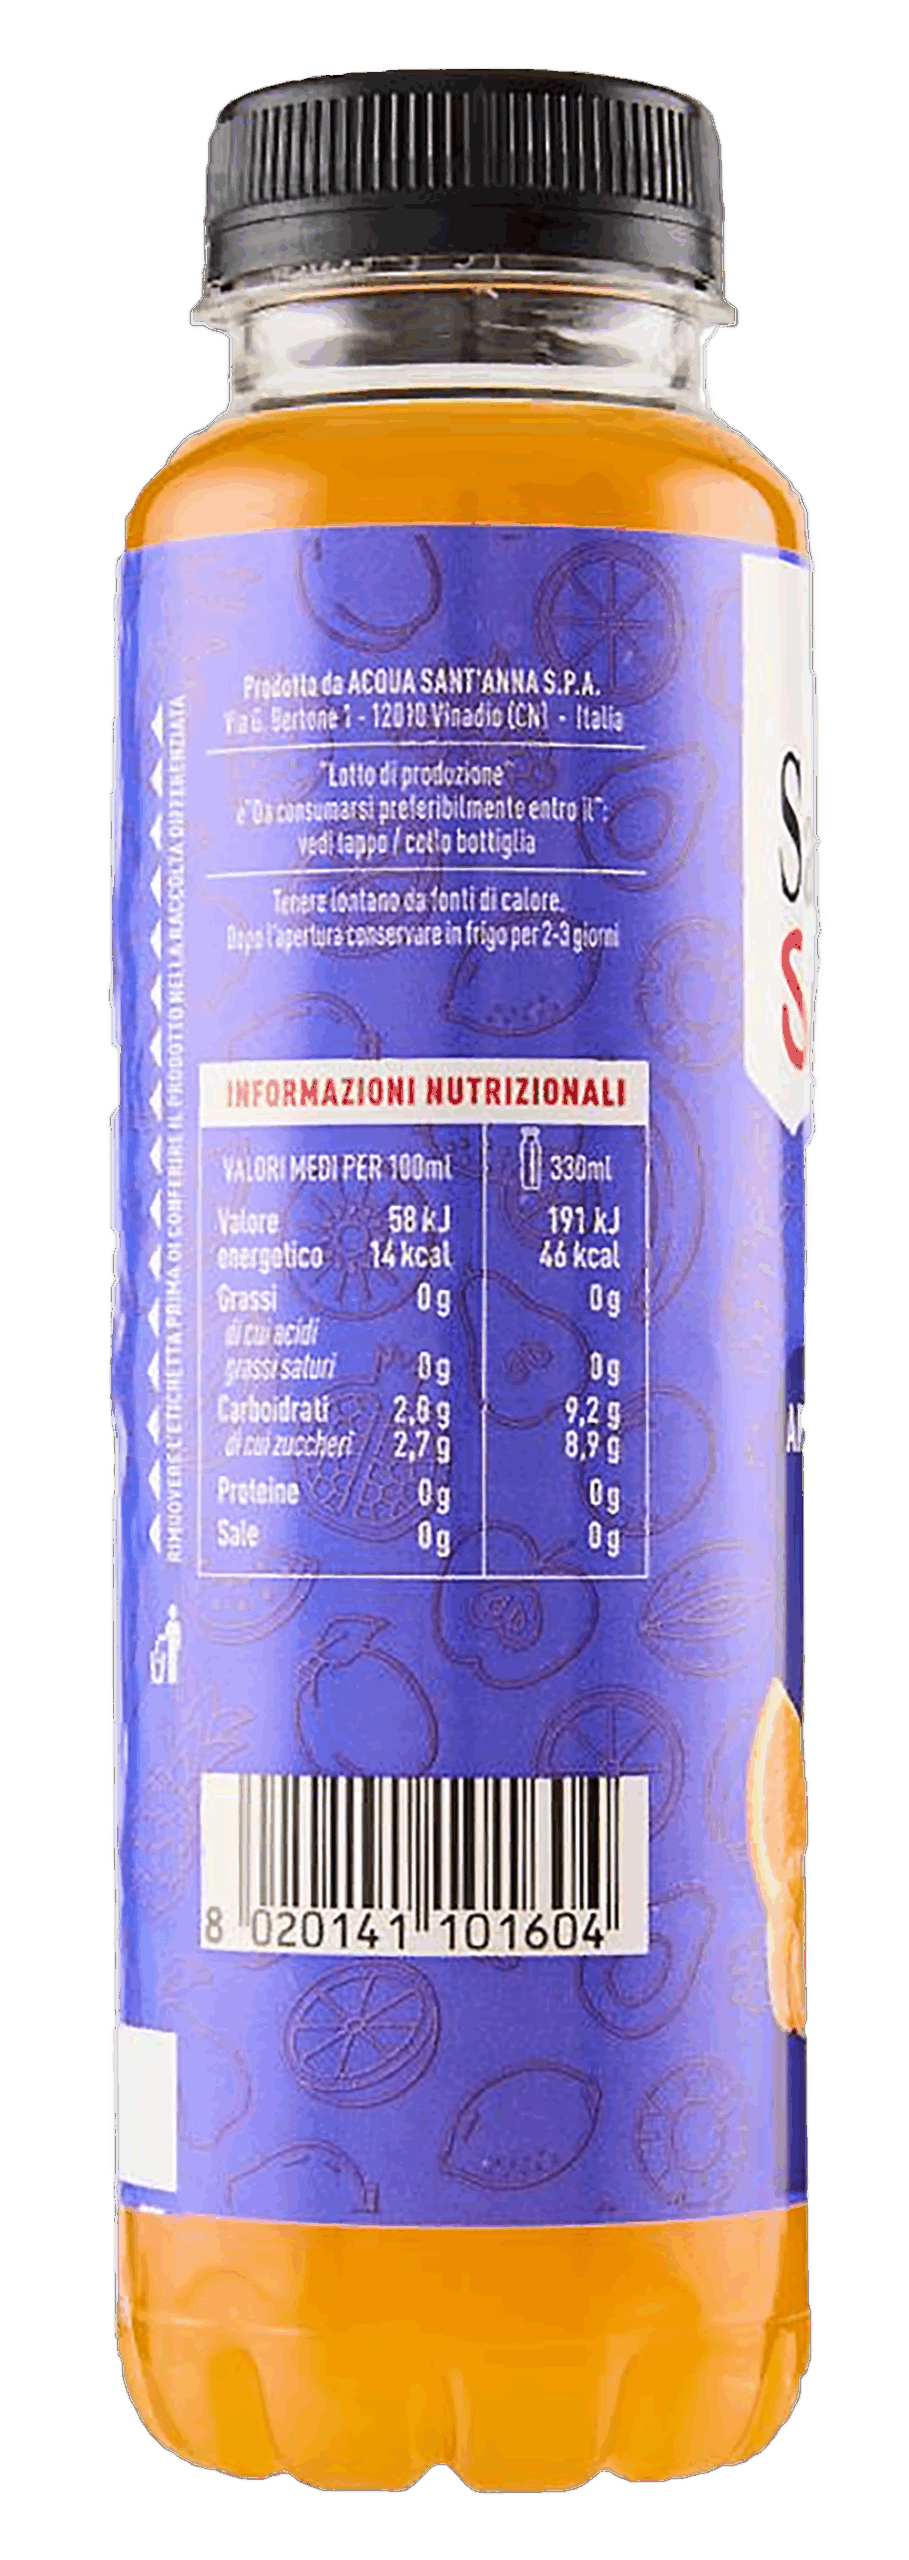 Prodotto da ACQUA SANT'ANNA S.P.A.
Via G. Bertone 1 - 12010 Vinadio (CN) - Italia
"Lotto di produzione"
e "Da consumarsi preferibilmente entro il":
vedi tappo / collo bottiglia
Tenere lontano da fonti di calore.
Dopo l'apertura conservare in frigo per 2-3 giorni
RIMUOVERE L'ETICHETTA PRIMA DI CONFERIRE IL PRODOTTO NELLA RACCOLTA DIFFERENZIATA
INFORMAZIONI NUTRIZIONALI
VALORI MEDI PER 100ml 330ml
Valore 58 kJ 191 kJ
energetico 14 kcal 46 kcal
Grassi 0 g 0 g
di cui acidi
grassi saturi 0 g 0 g
Carboidrati 2,8 g 9,2 g
di cui zuccheri 2,7 g 8,9 g
Proteine 0 g 0 g
Sale 0 g 0 g
8 020141 101604
S
S